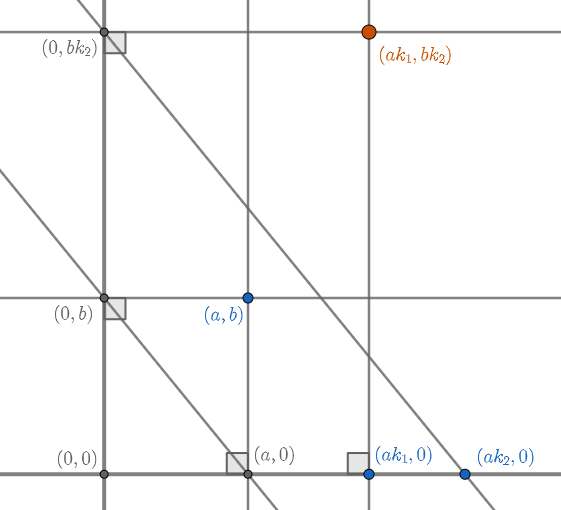 (0, bk₂)
(ak₁, bk₂)
(0, b)
(a, b)
(0, 0)
(a, 0)
(ak₁, 0)
(ak₂, 0)